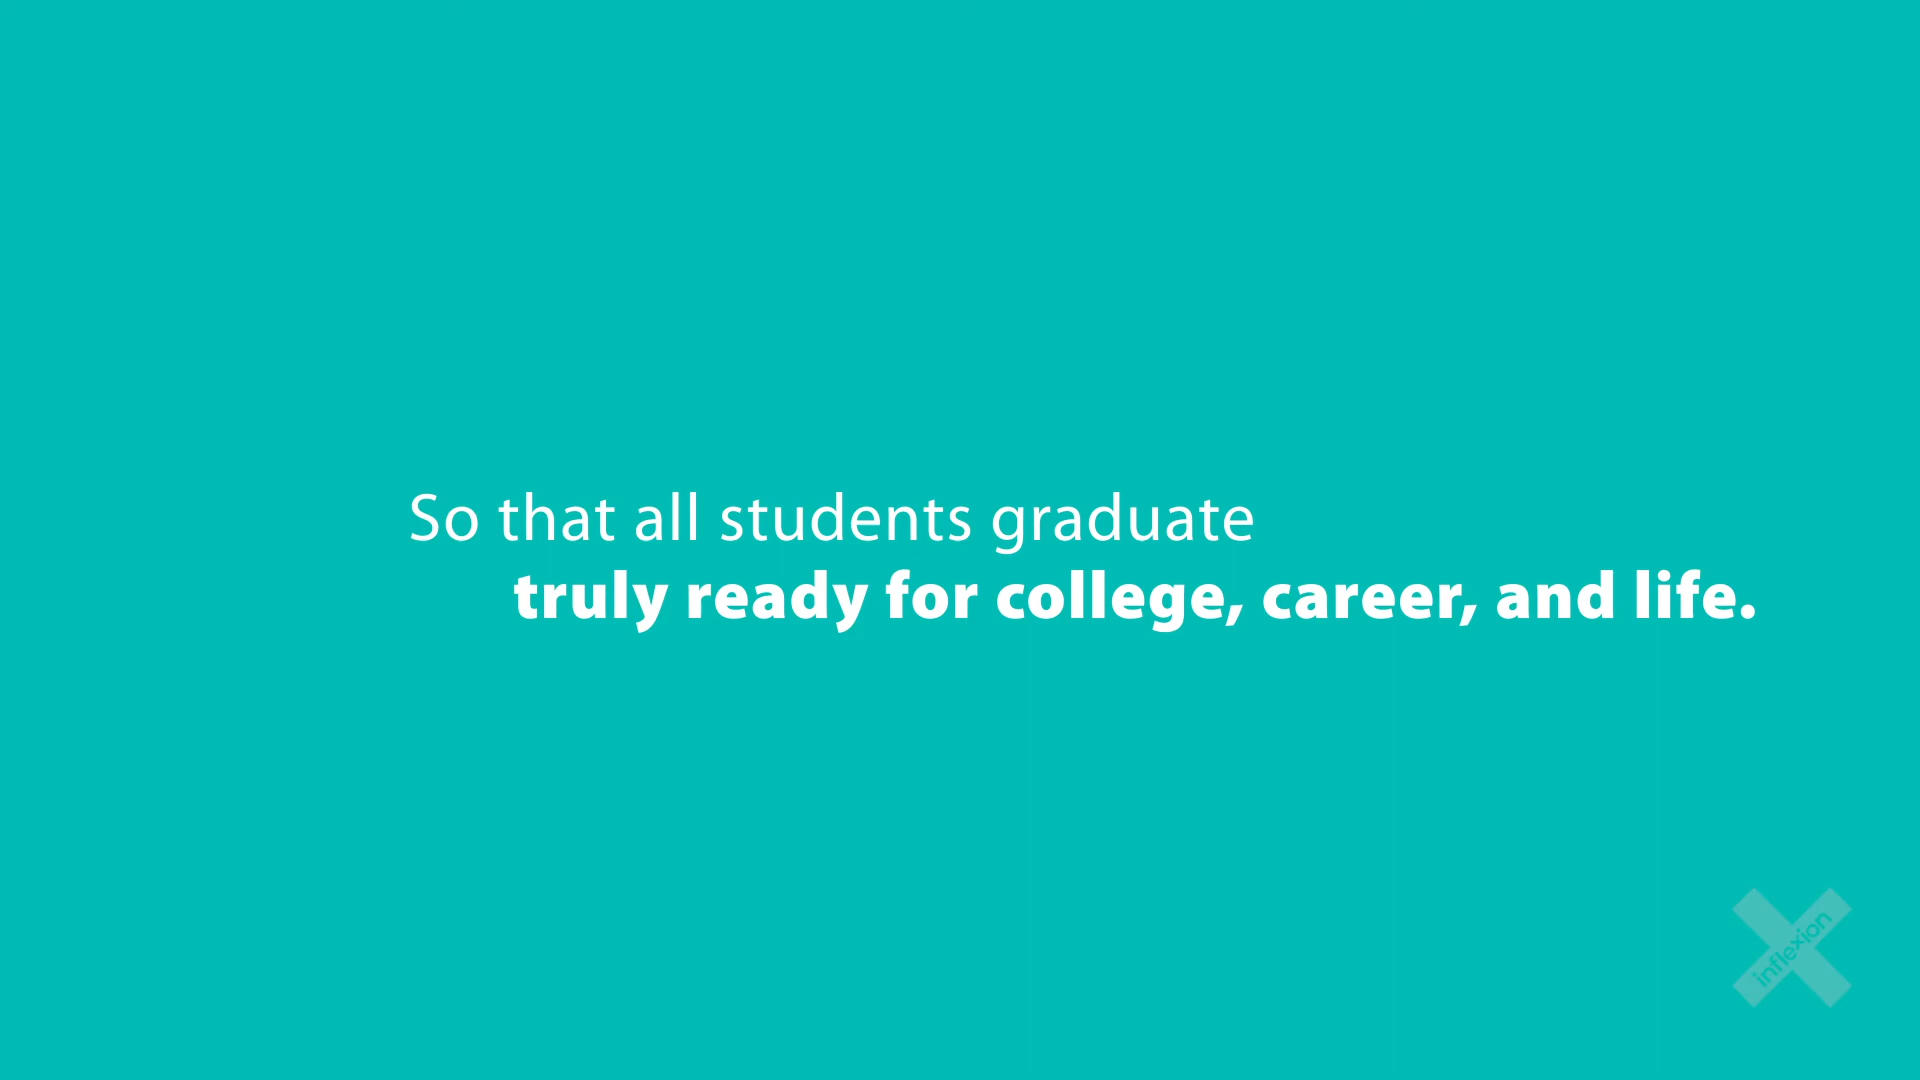 So that all students graduate
truly ready for college, career, and life.
inflexion